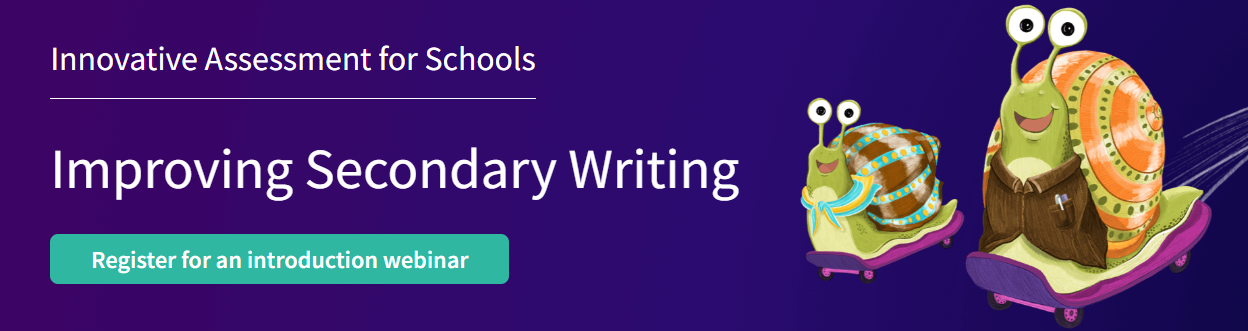 Innovative Assessment for Schools
Improving Secondary Writing
Register for an introduction webinar